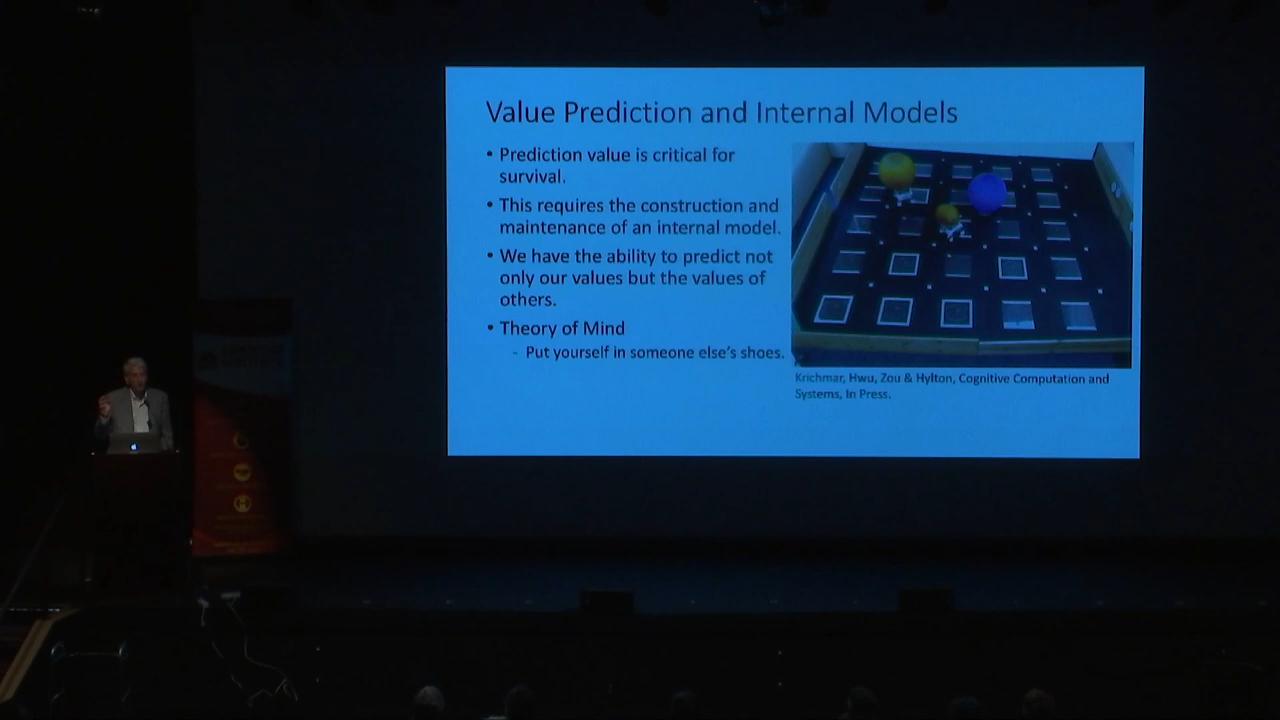 Value Prediction and Internal Models
• Prediction value is critical for
survival.
• This requires the construction and
maintenance of an internal model.
• We have the ability to predict not
only our values but the values of
others.
• Theory of Mind
- Put yourself in someone else's shoes.
Krichmar, Hwu, Zou & Hylton, Cognitive Computation and
Systems, In Press.